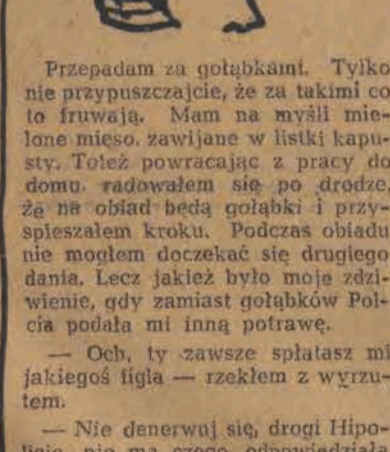 Przepadam za gołąbkami. Tylko
nie przypuszczajcie, że za takimi co
to fruwają. Mam na myśli mie-
lone mięso, zawijane w listki kapu-
sty. Toteż powracając z pracy do
domu, radowałem się po drodze,
że na obiad będą gołąbki i przy-
spieszałem kroku. Podczas obiadu
nie mogłem doczekać się drugiego
dania. Lecz jakież było moje zdzi-
wienie, gdy zamiast gołąbków Pol-
cia podała mi inną potrawę.
— Och, ty zawsze spłatasz mi
jakiegoś figla — rzekłem z wyrzu-
tem.
— Nie denerwuj się, drogi Hipo-
nie ma czego, odpowiedziała